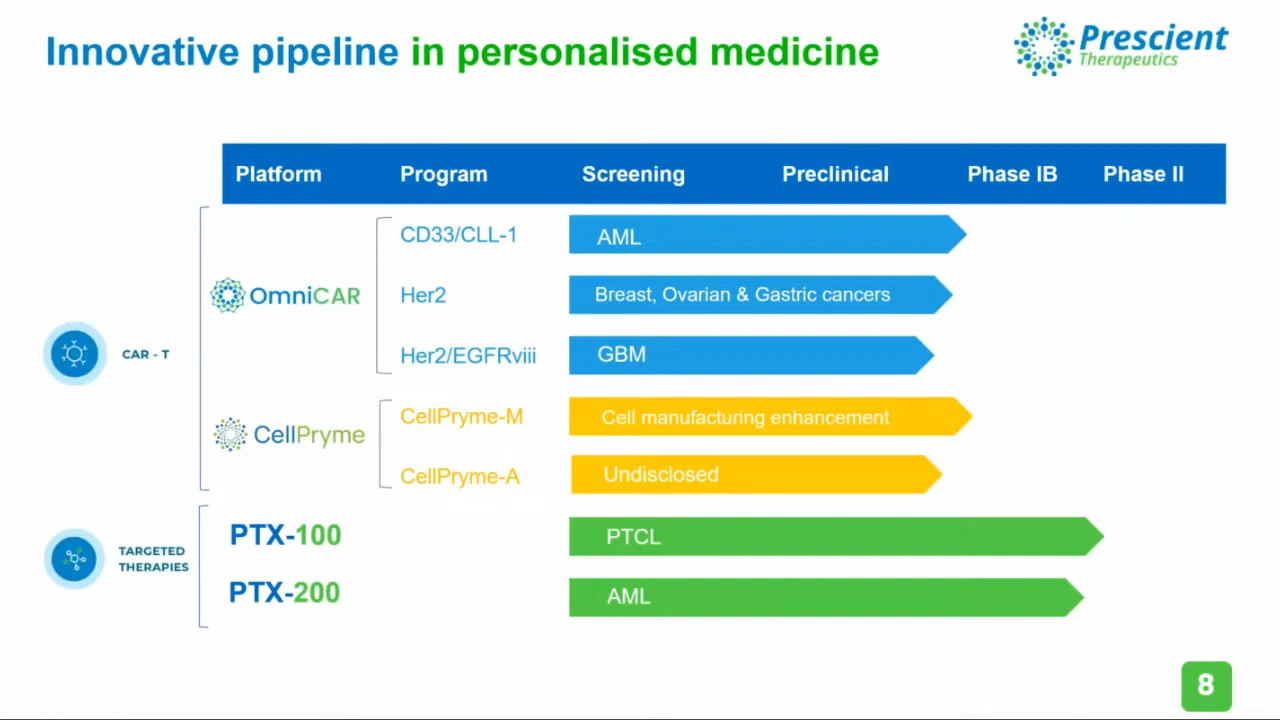 Innovative pipeline in personalised medicine
Prescient
Therapeutics
Platform Program Screening Preclinical Phase IB Phase II
CD33/CLL-1 AML
OmniCAR Her2 Breast, Ovarian & Gastric cancers
CAR - T
Her2/EGFRviii GBM
CellPryme CellPryme-M Cell manufacturing enhancement
CellPryme-A Undisclosed
TARGETED
THERAPIES
PTX-100 PTCL
PTX-200 AML
8